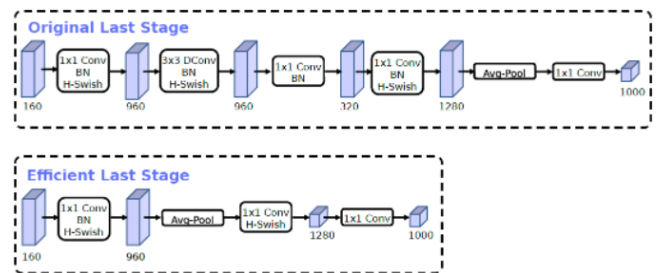 Original Last Stage
1x1 Conv
BN
H-Swish
3x3 DConv
BN
H-Swish
1x1 Conv
BN
1x1 Conv
BN
H-Swish
Avg-Pool
1x1 Conv
160
960
960
320
1280
1000
Efficient Last Stage
1x1 Conv
BN
H-Swish
Avg-Pool
1x1 Conv
H-Swish
1x1 Conv
160
960
1280
1000